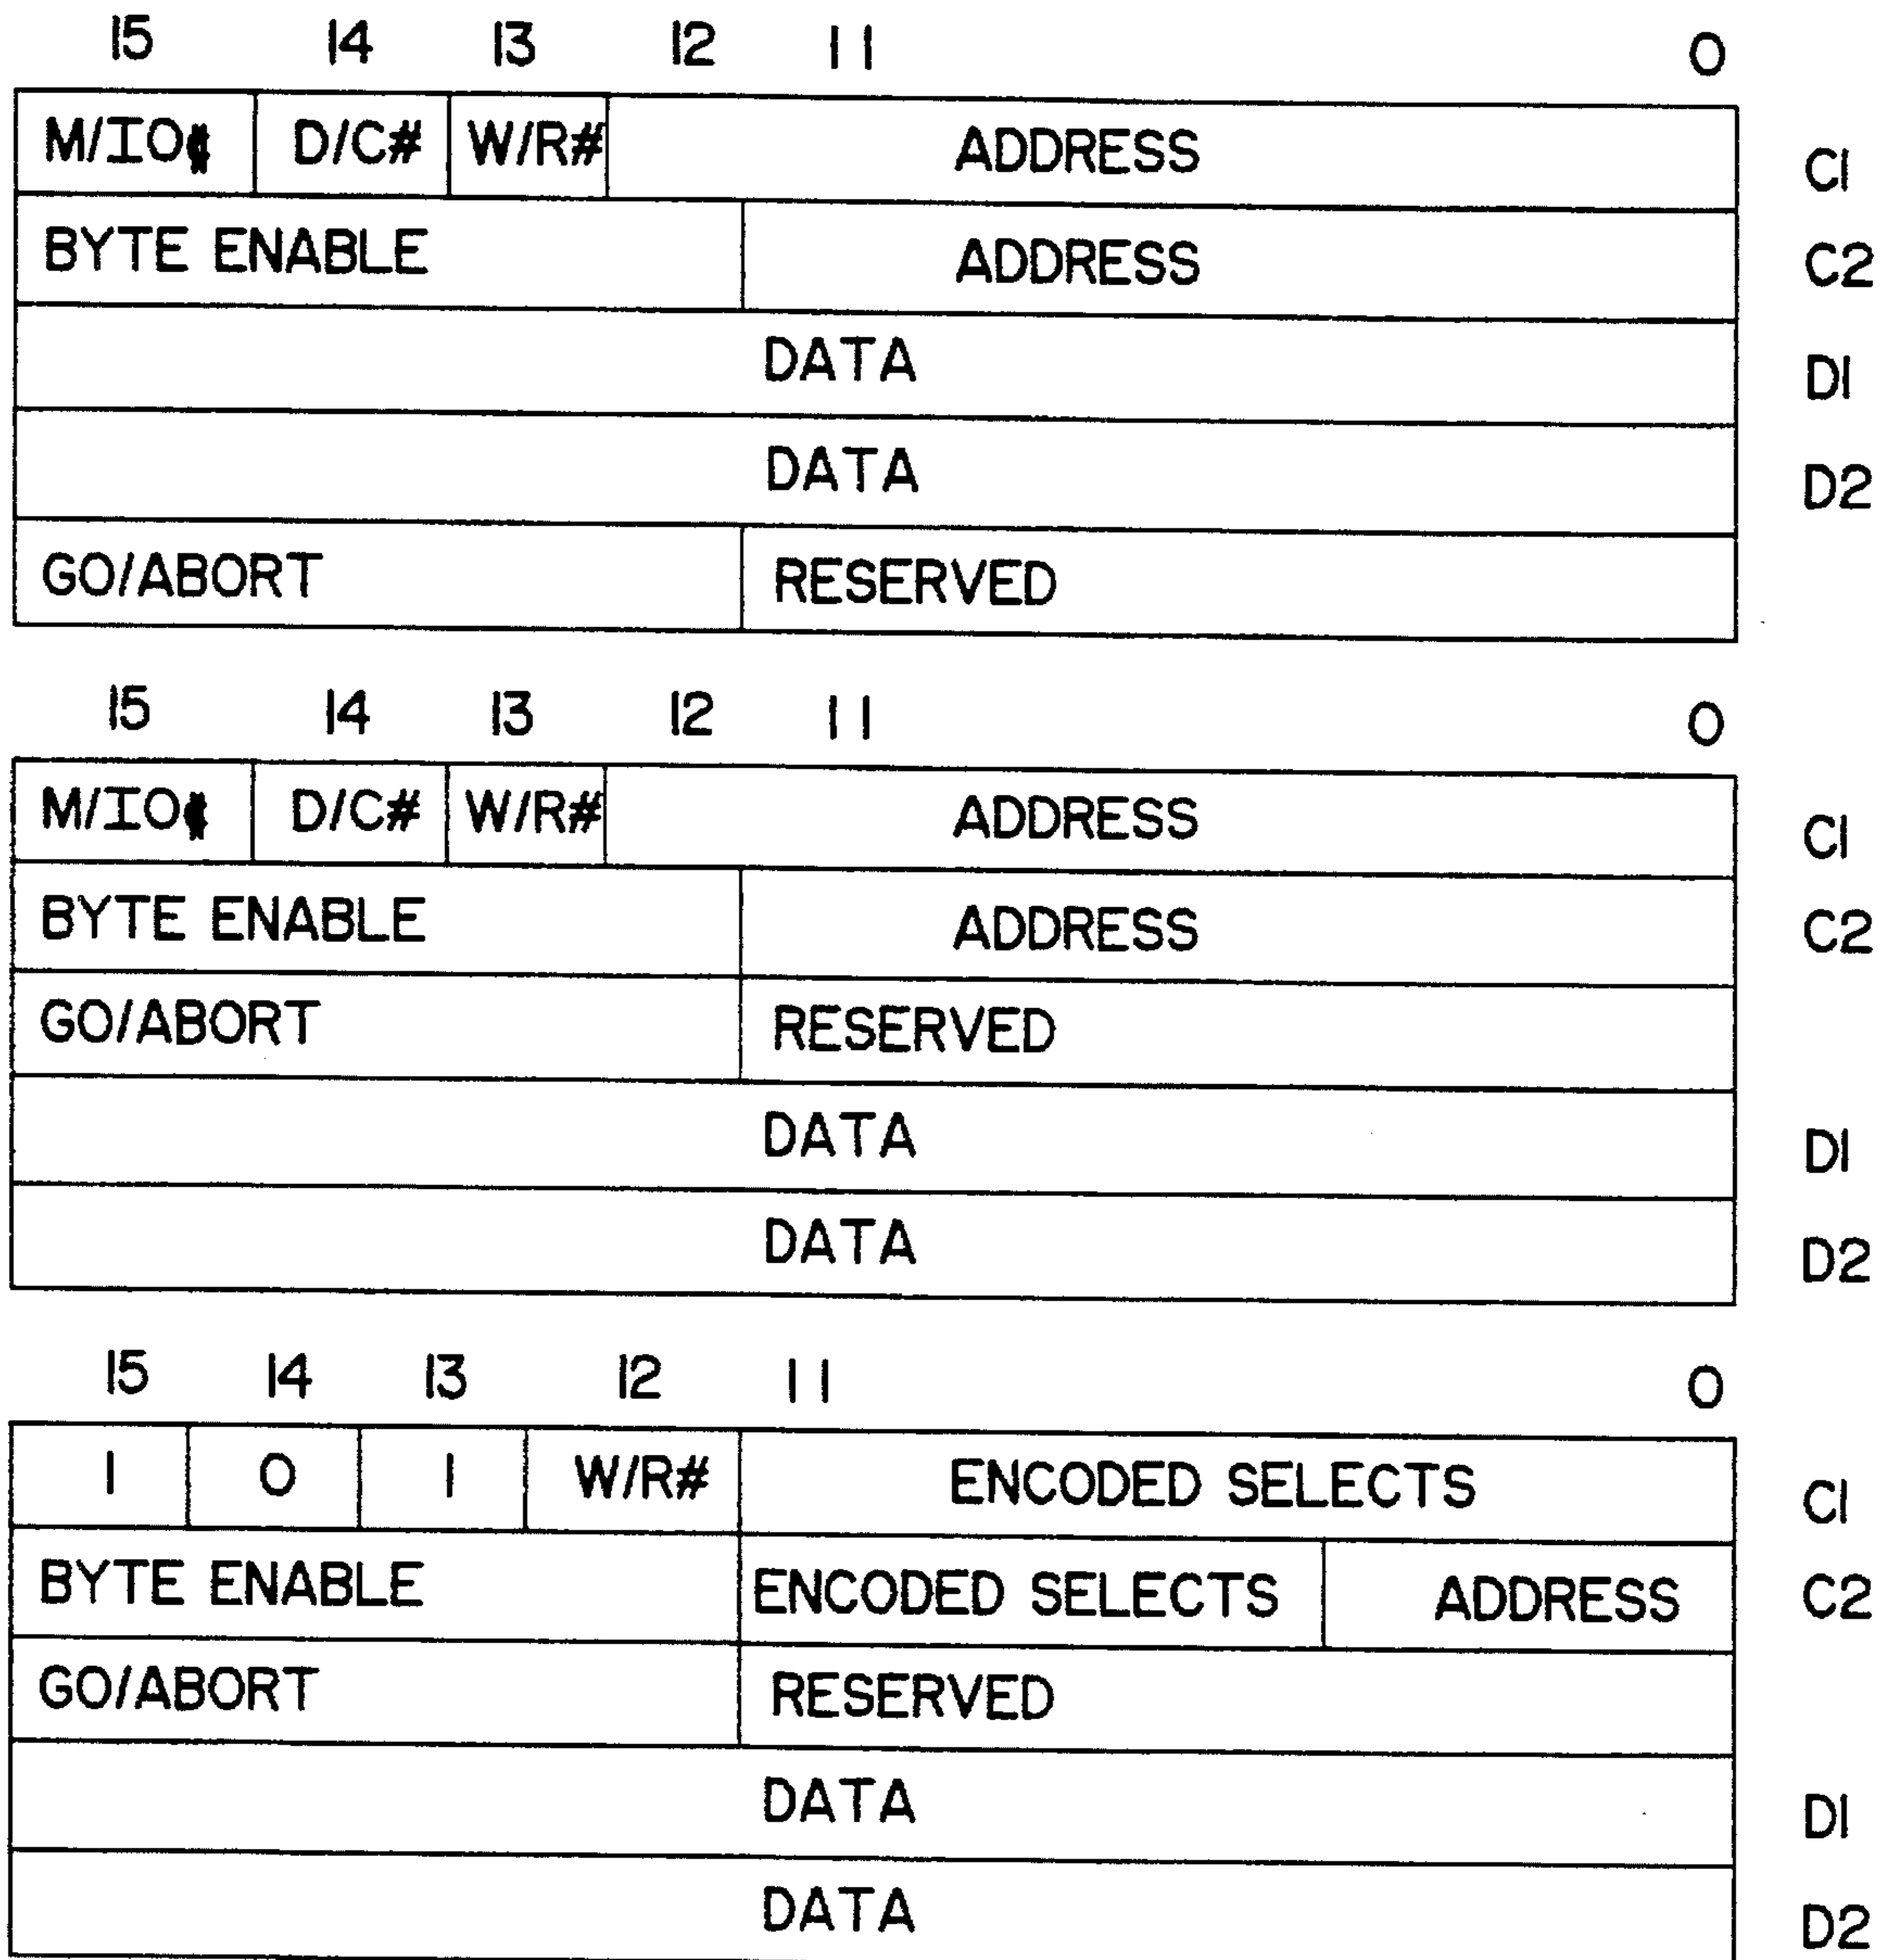 15 14 13 12 11 0
M/IO# D/C# W/R# ADDRESS C1
BYTE ENABLE ADDRESS C2
DATA D1
DATA D2
GO/ABORT RESERVED
15 14 13 12 11 0
M/IO# D/C# W/R# ADDRESS C1
BYTE ENABLE ADDRESS C2
GO/ABORT RESERVED
DATA D1
DATA D2
15 14 13 12 11 0
1 0 1 W/R# ENCODED SELECTS C1
BYTE ENABLE ENCODED SELECTS ADDRESS C2
GO/ABORT RESERVED
DATA D1
DATA D2